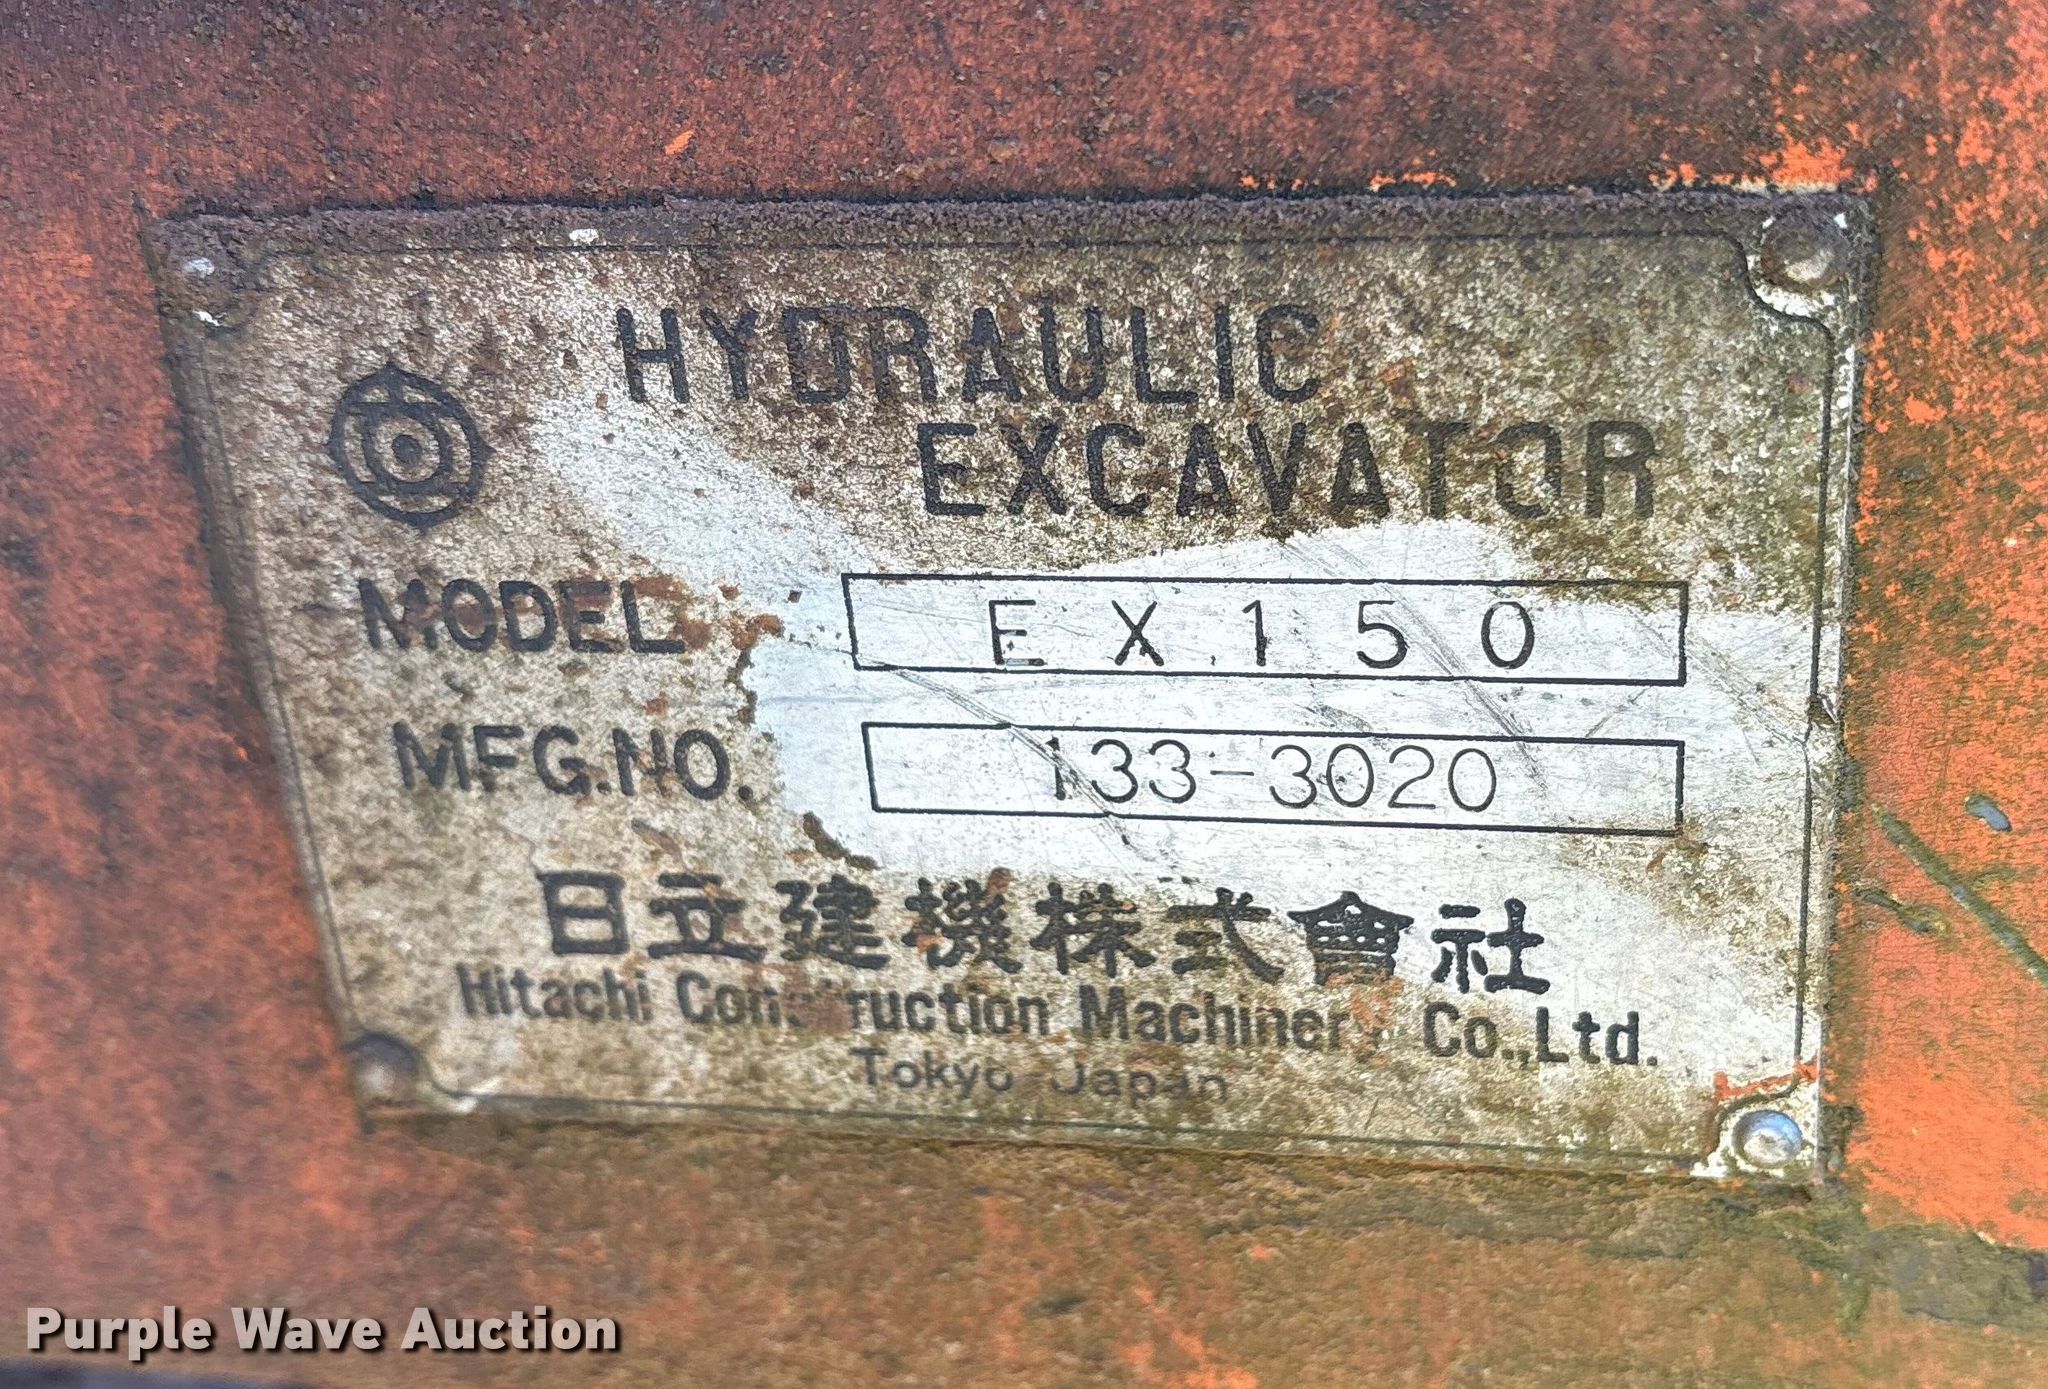 HYDRAULIC
EXCAVATOR
MODEL EX150
MFG.NO. 133-3020
日立建機株式會社
Hitachi Construction Machinery Co.,Ltd.
Tokyo Japan
Purple Wave Auction